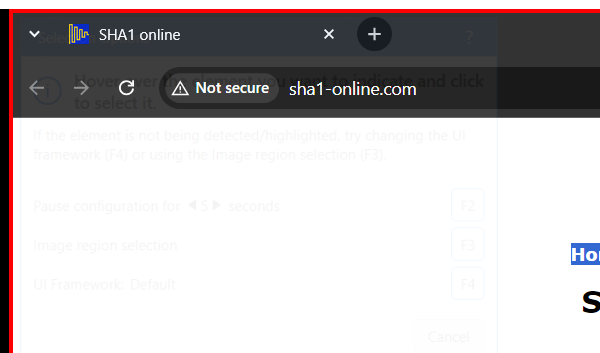 SHA1 online
?
Hover over the element you want to indicate and click
to select it.
Not secure
sha1-online.com
If the element is not being detected/highlighted, try changing the UI
framework (F4) or using the Image region selection (F3).
Pause configuration for 5 seconds
F2
Image region selection
F3
UI Framework: Default
F4
Cancel